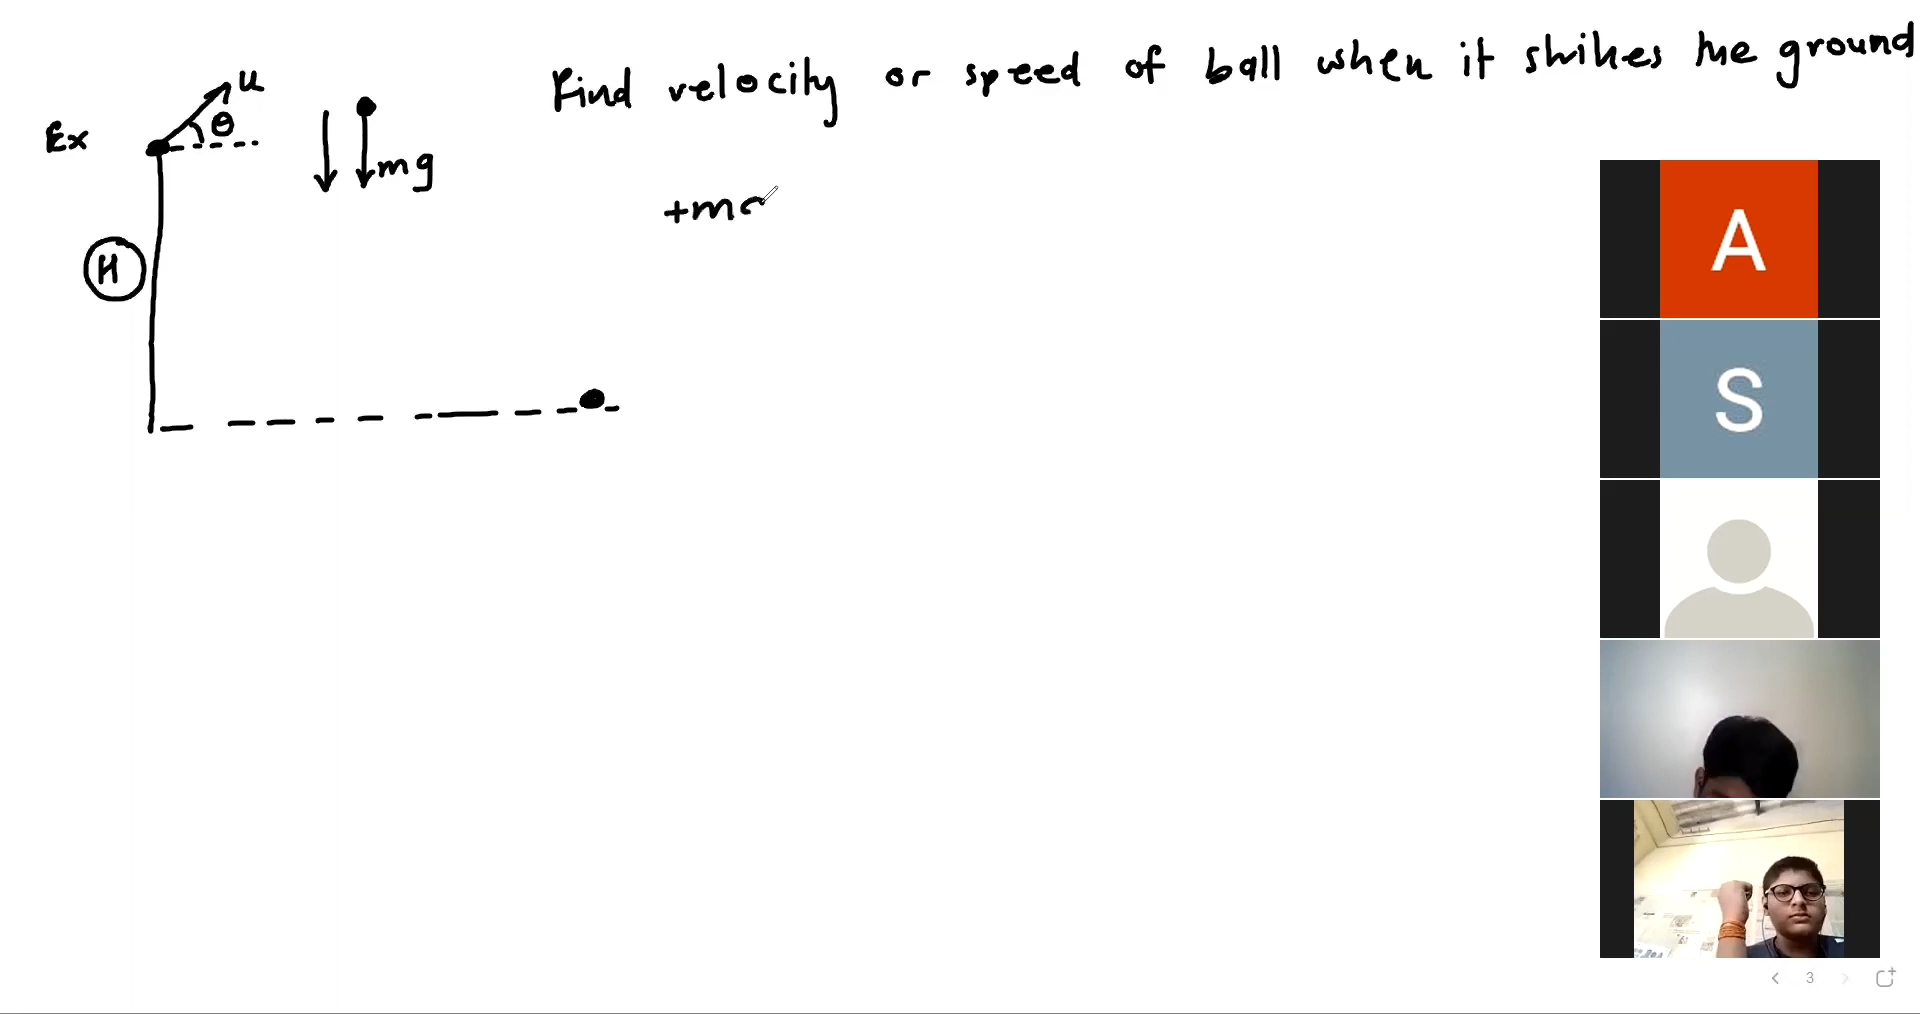 Find velocity or speed of ball when it strikes the ground
Ex
u
θ
mg
+mg
H
A
S
3